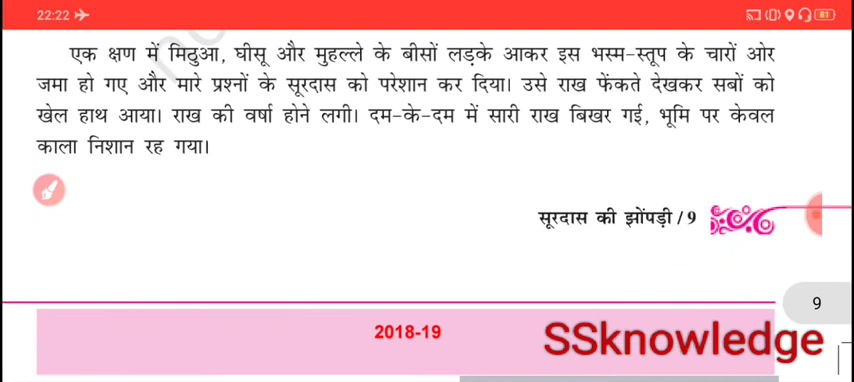 22:22
81
एक क्षण में मिठुआ, घीसू और मुहल्ले के बीसों लड़के आकर इस भस्म-स्तूप के चारों ओर
जमा हो गए और मारे प्रश्नों के सूरदास को परेशान कर दिया। उसे राख फेंकते देखकर सबों को
खेल हाथ आया। राख की वर्षा होने लगी। दम-के-दम में सारी राख बिखर गई, भूमि पर केवल
काला निशान रह गया।
सूरदास की झोंपड़ी/9
9
2018-19
SSknowledge